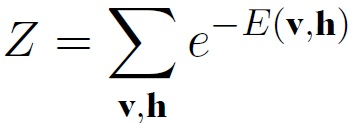 Z = ∑_{𝐯,𝐡} e^{−E(𝐯,𝐡)}